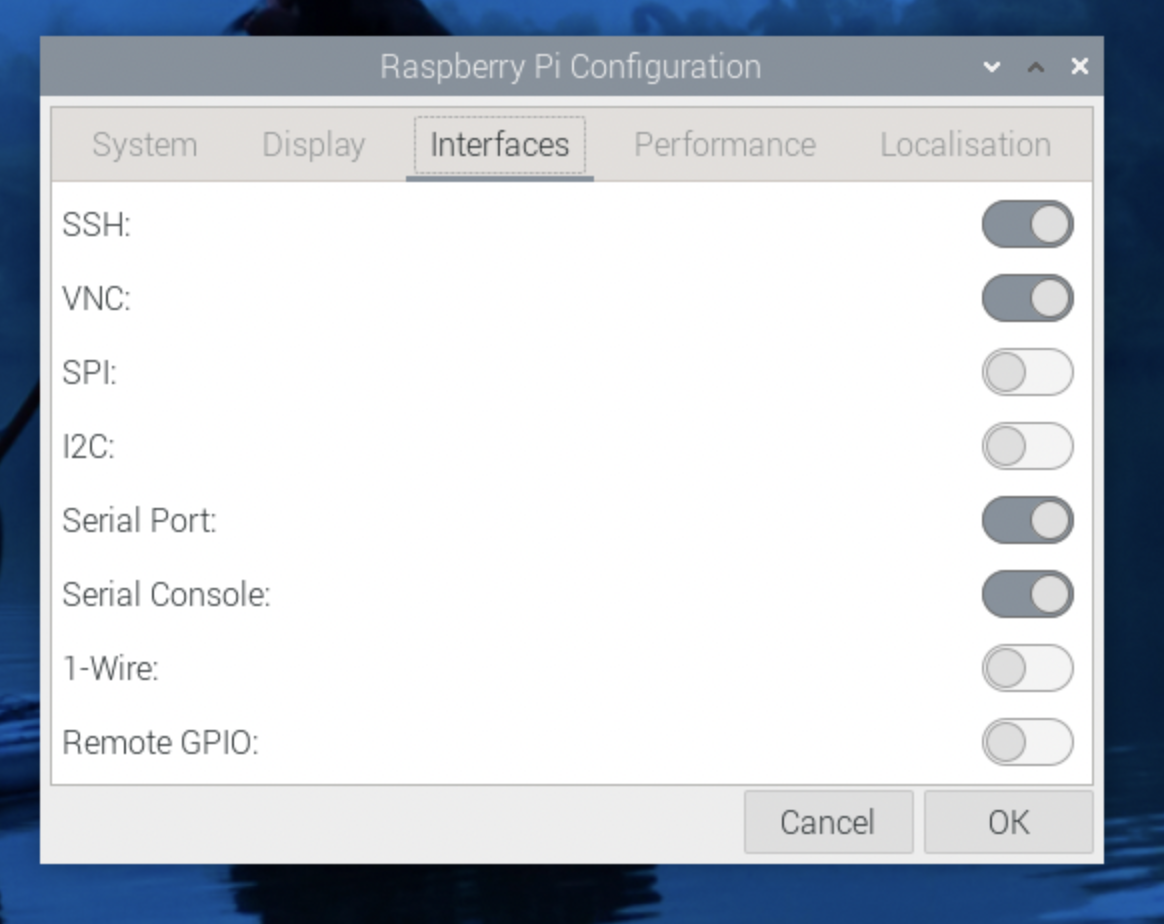 Raspberry Pi Configuration
System Display Interfaces Performance Localisation
SSH:
VNC:
SPI:
I2C:
Serial Port:
Serial Console:
1-Wire:
Remote GPIO:
Cancel OK